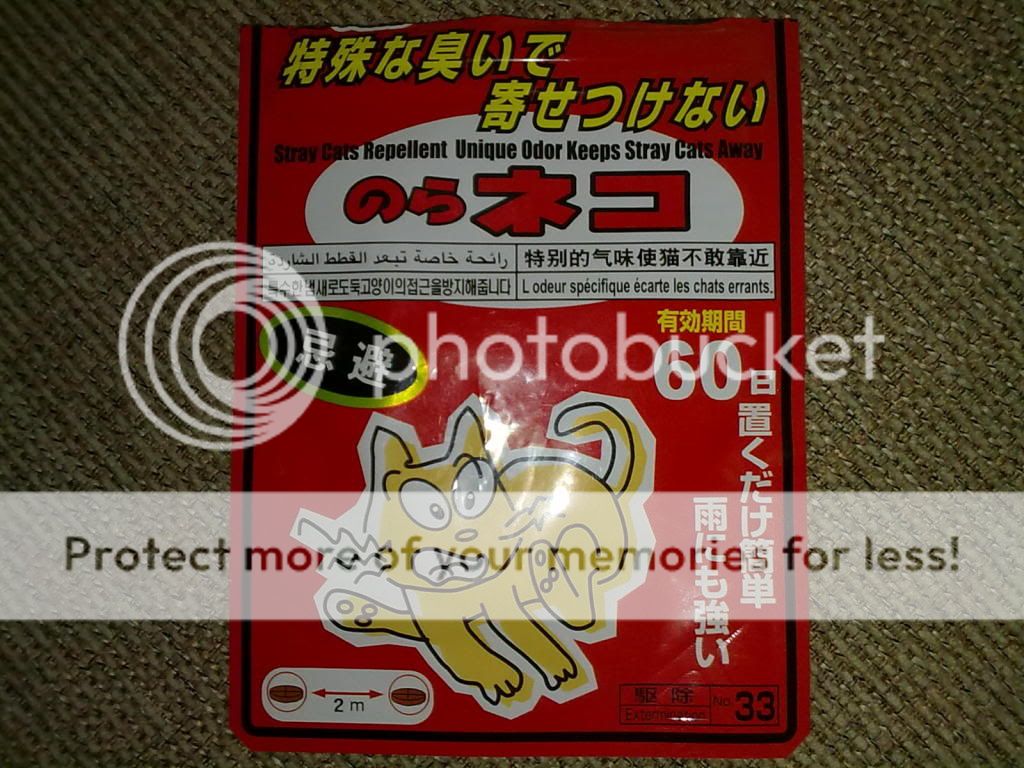 特殊な臭いで
寄せつけない
Stray Cats Repellent Unique Odor Keeps Stray Cats Away
のらネコ
رائحة خاصة تبعد القطط الشاردة
特别的气味使猫不敢靠近
특수한냄새로도둑고양이의접근을방지해줍니다
L odeur spécifique écarte les chats errants.
忌避
有効期間
60日
置くだけ簡単
雨にも強い
photobucket
Protect more of your memories for less!
2 m
駆除
Extermination
No. 33